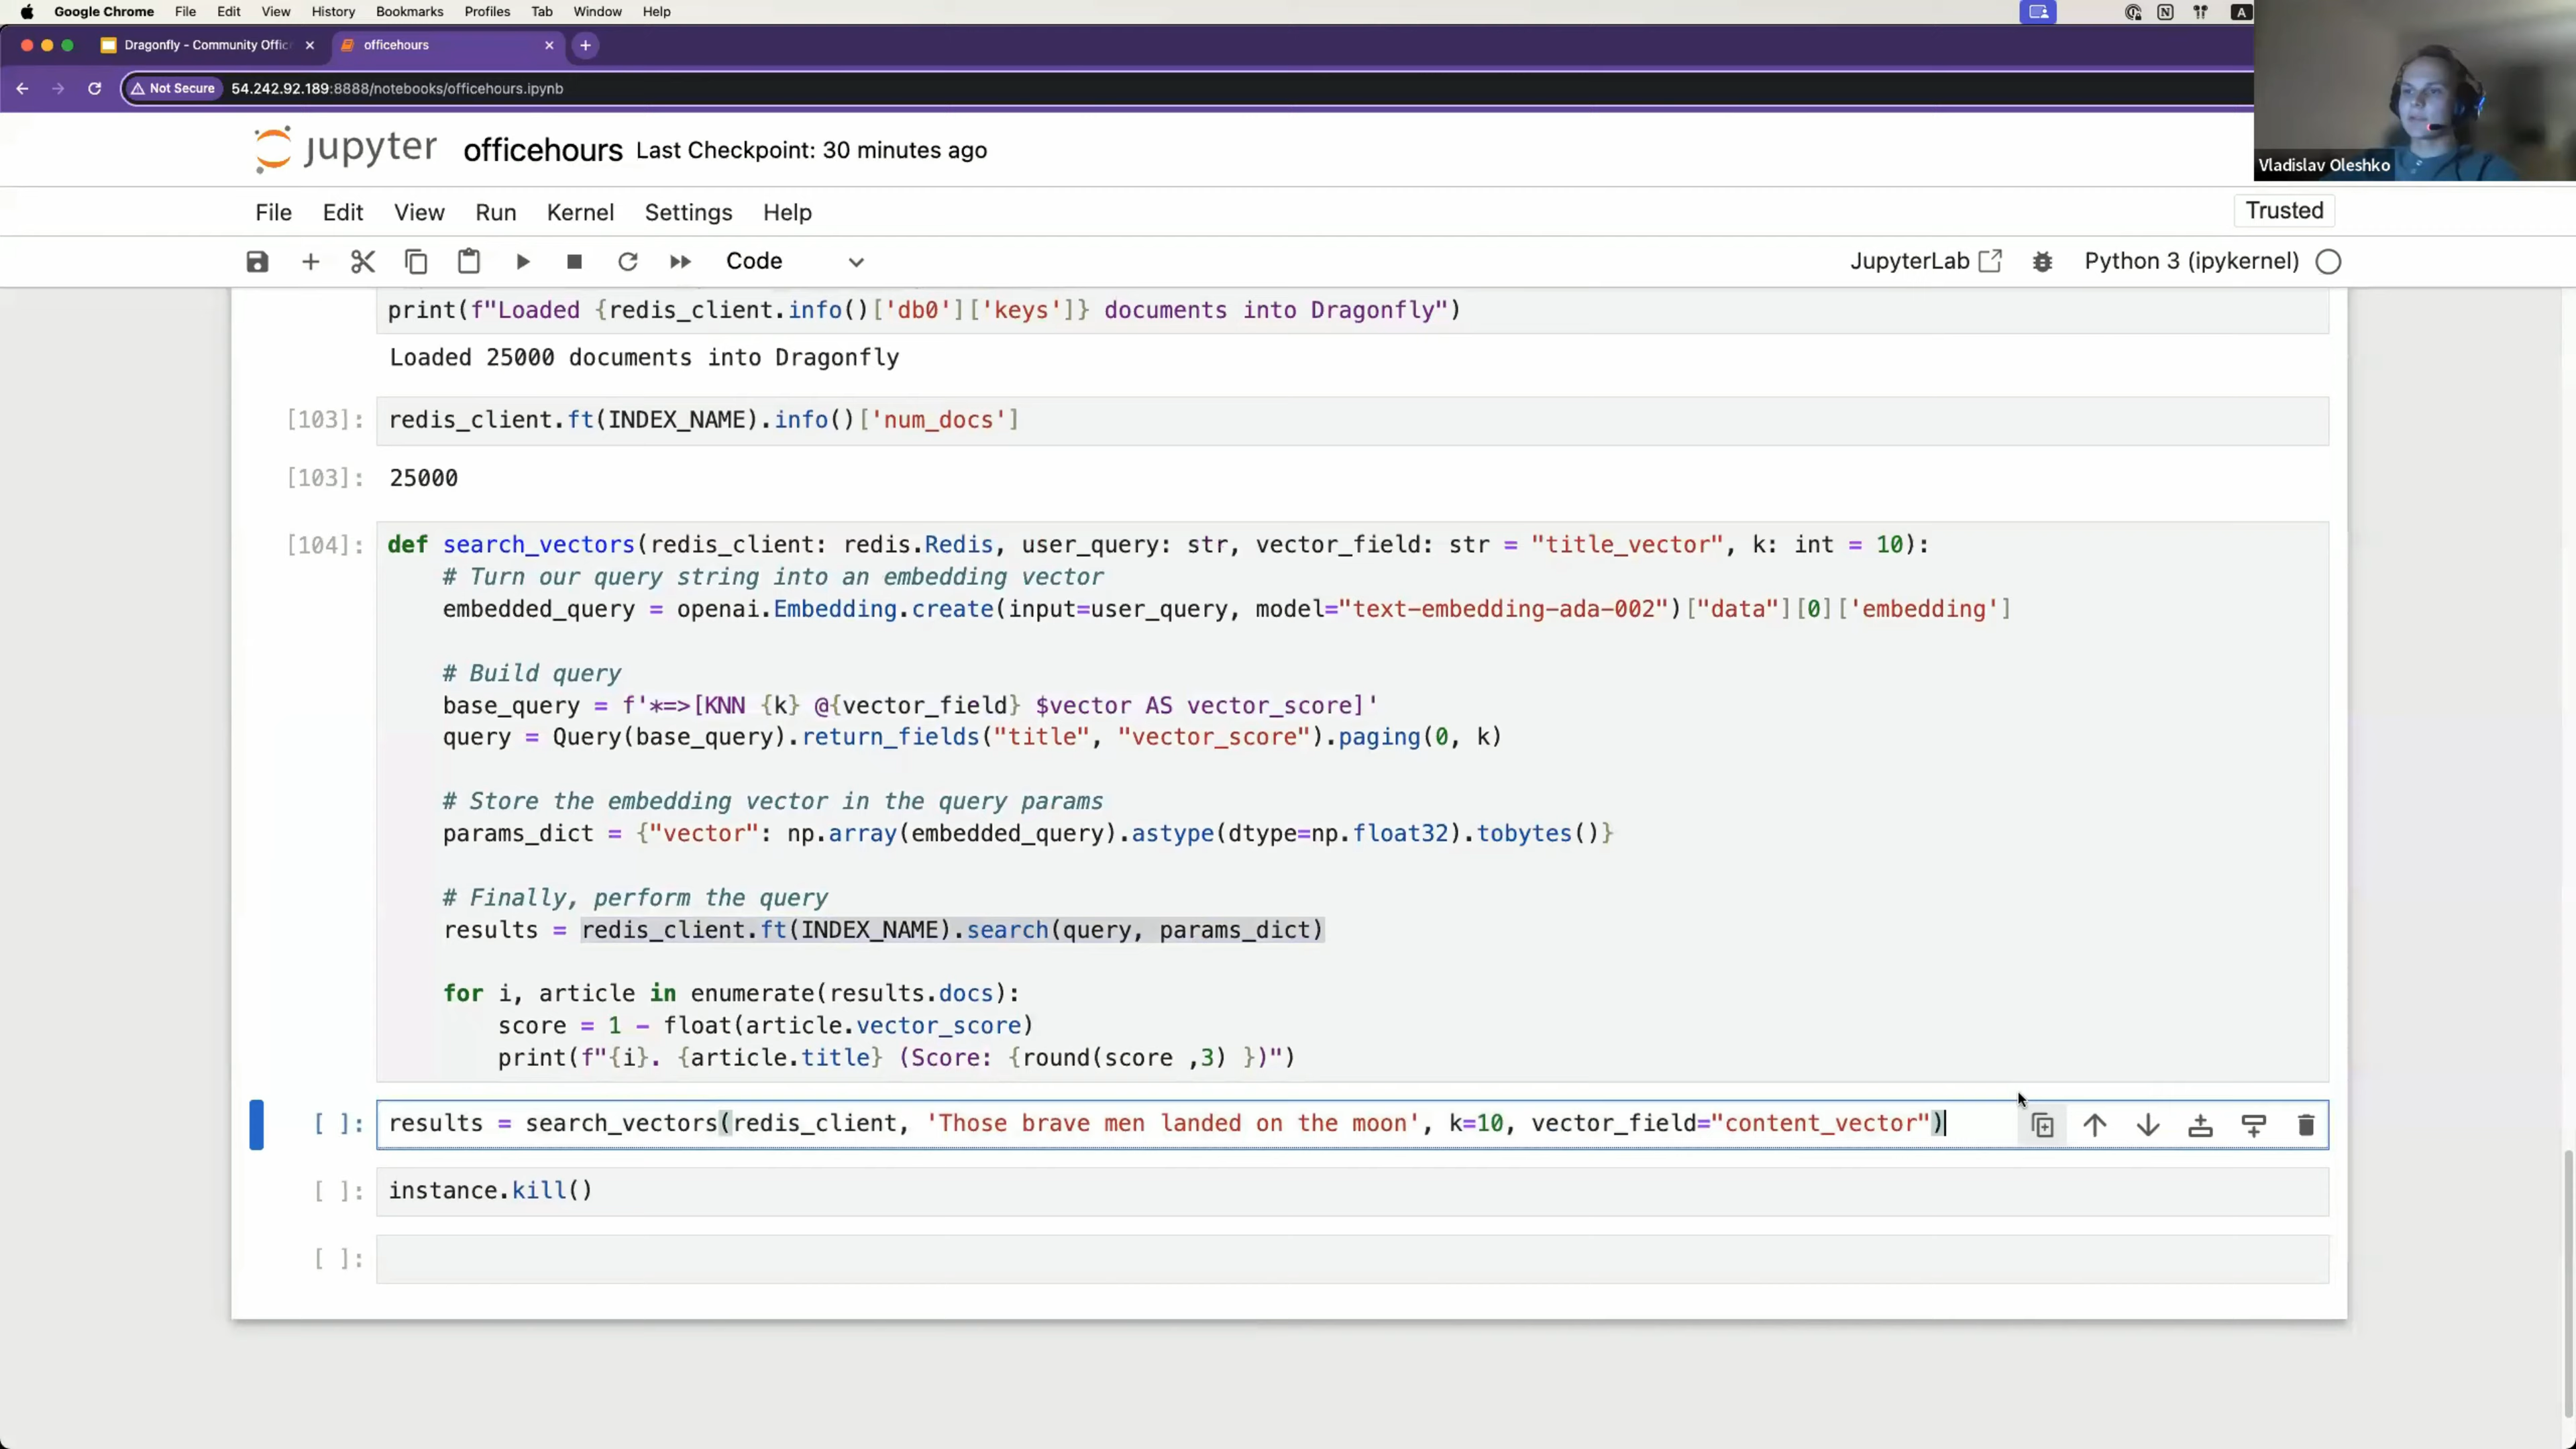 Google Chrome File Edit View History Bookmarks Profiles Tab Window Help
Dragonfly - Community Offic
officehours
Not Secure 54.242.92.189:8888/notebooks/officehours.ipynb
Vladislav Oleshko
jupyter officehours Last Checkpoint: 30 minutes ago
File Edit View Run Kernel Settings Help
Trusted
Code
JupyterLab
Python 3 (ipykernel)
print(f"Loaded {redis_client.info()['db0']['keys']} documents into Dragonfly")
Loaded 25000 documents into Dragonfly
[103]: redis_client.ft(INDEX_NAME).info()['num_docs']
[103]: 25000
[104]: def search_vectors(redis_client: redis.Redis, user_query: str, vector_field: str = "title_vector", k: int = 10):
# Turn our query string into an embedding vector
embedded_query = openai.Embedding.create(input=user_query, model="text-embedding-ada-002")["data"][0]['embedding']
# Build query
base_query = f'*=>[KNN {k} @{vector_field} $vector AS vector_score]'
query = Query(base_query).return_fields("title", "vector_score").paging(0, k)
# Store the embedding vector in the query params
params_dict = {"vector": np.array(embedded_query).astype(dtype=np.float32).tobytes()}
# Finally, perform the query
results = redis_client.ft(INDEX_NAME).search(query, params_dict)
for i, article in enumerate(results.docs):
score = 1 - float(article.vector_score)
print(f"{i}. {article.title} (Score: {round(score ,3) })")
[ ]: results = search_vectors(redis_client, 'Those brave men landed on the moon', k=10, vector_field="content_vector")
[ ]: instance.kill()
[ ]: